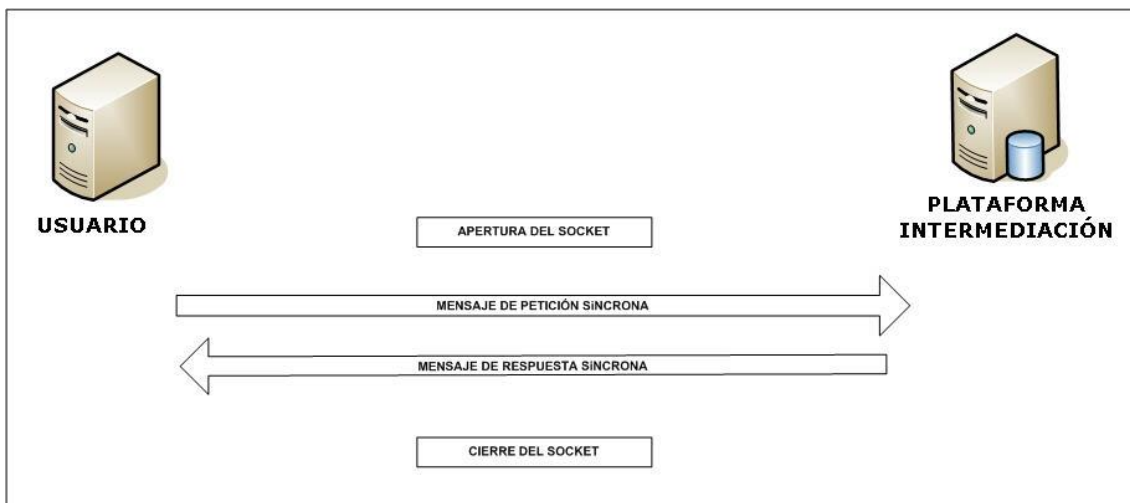 USUARIO
PLATAFORMA
INTERMEDIACIÓN
APERTURA DEL SOCKET
MENSAJE DE PETICIÓN SíNCRONA
MENSAJE DE RESPUESTA SíNCRONA
CIERRE DEL SOCKET